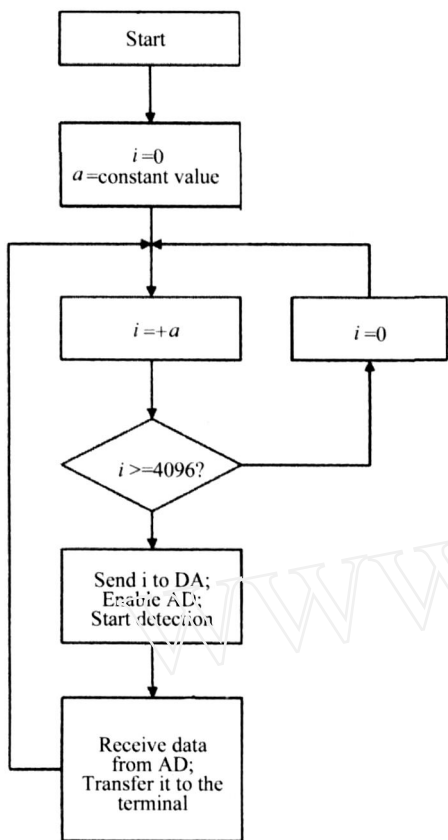 Start
i=0
a=constant value
i=+a
i=0
i>=4096?
Send i to DA;
Enable AD;
Start detection
Receive data
from AD;
Transfer it to the
terminal
www